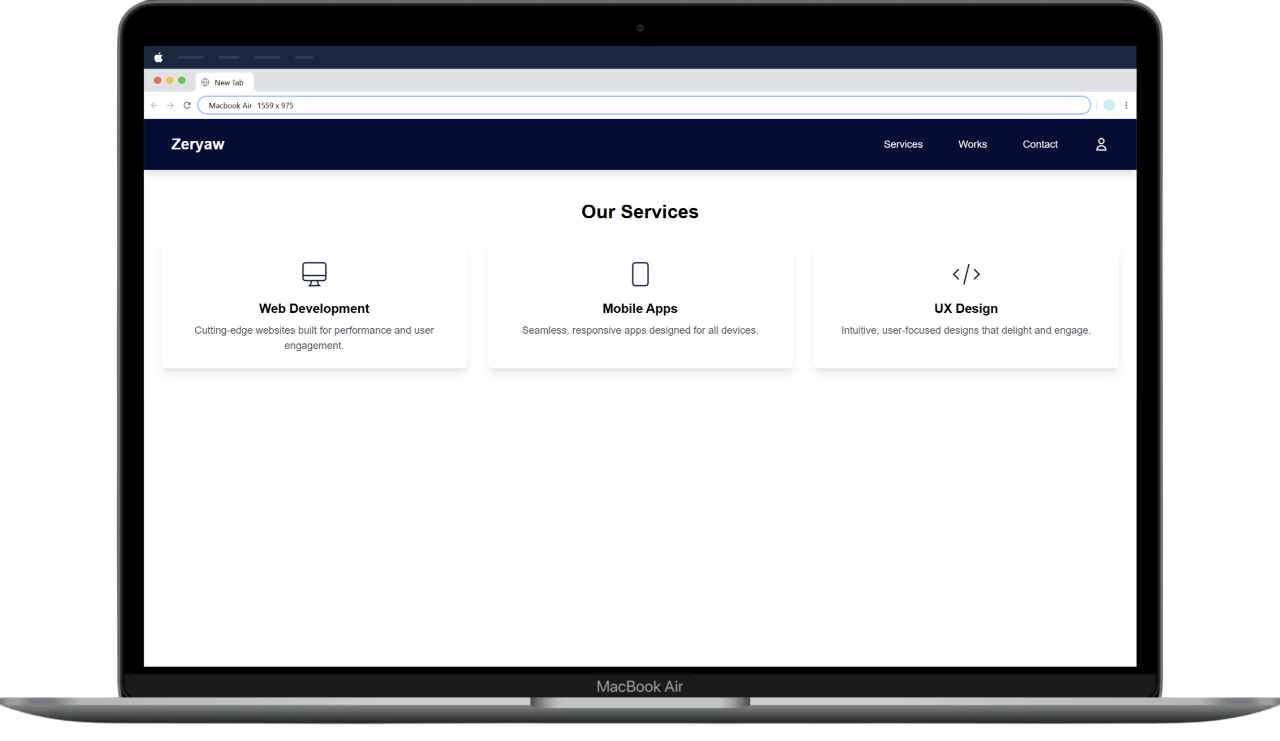 New Tab
Macbook Air 1559 x 975
Zeryaw
Services
Works
Contact
Our Services
Web Development
Cutting-edge websites built for performance and user
engagement.
Mobile Apps
Seamless, responsive apps designed for all devices.
UX Design
Intuitive, user-focused designs that delight and engage.
MacBook Air